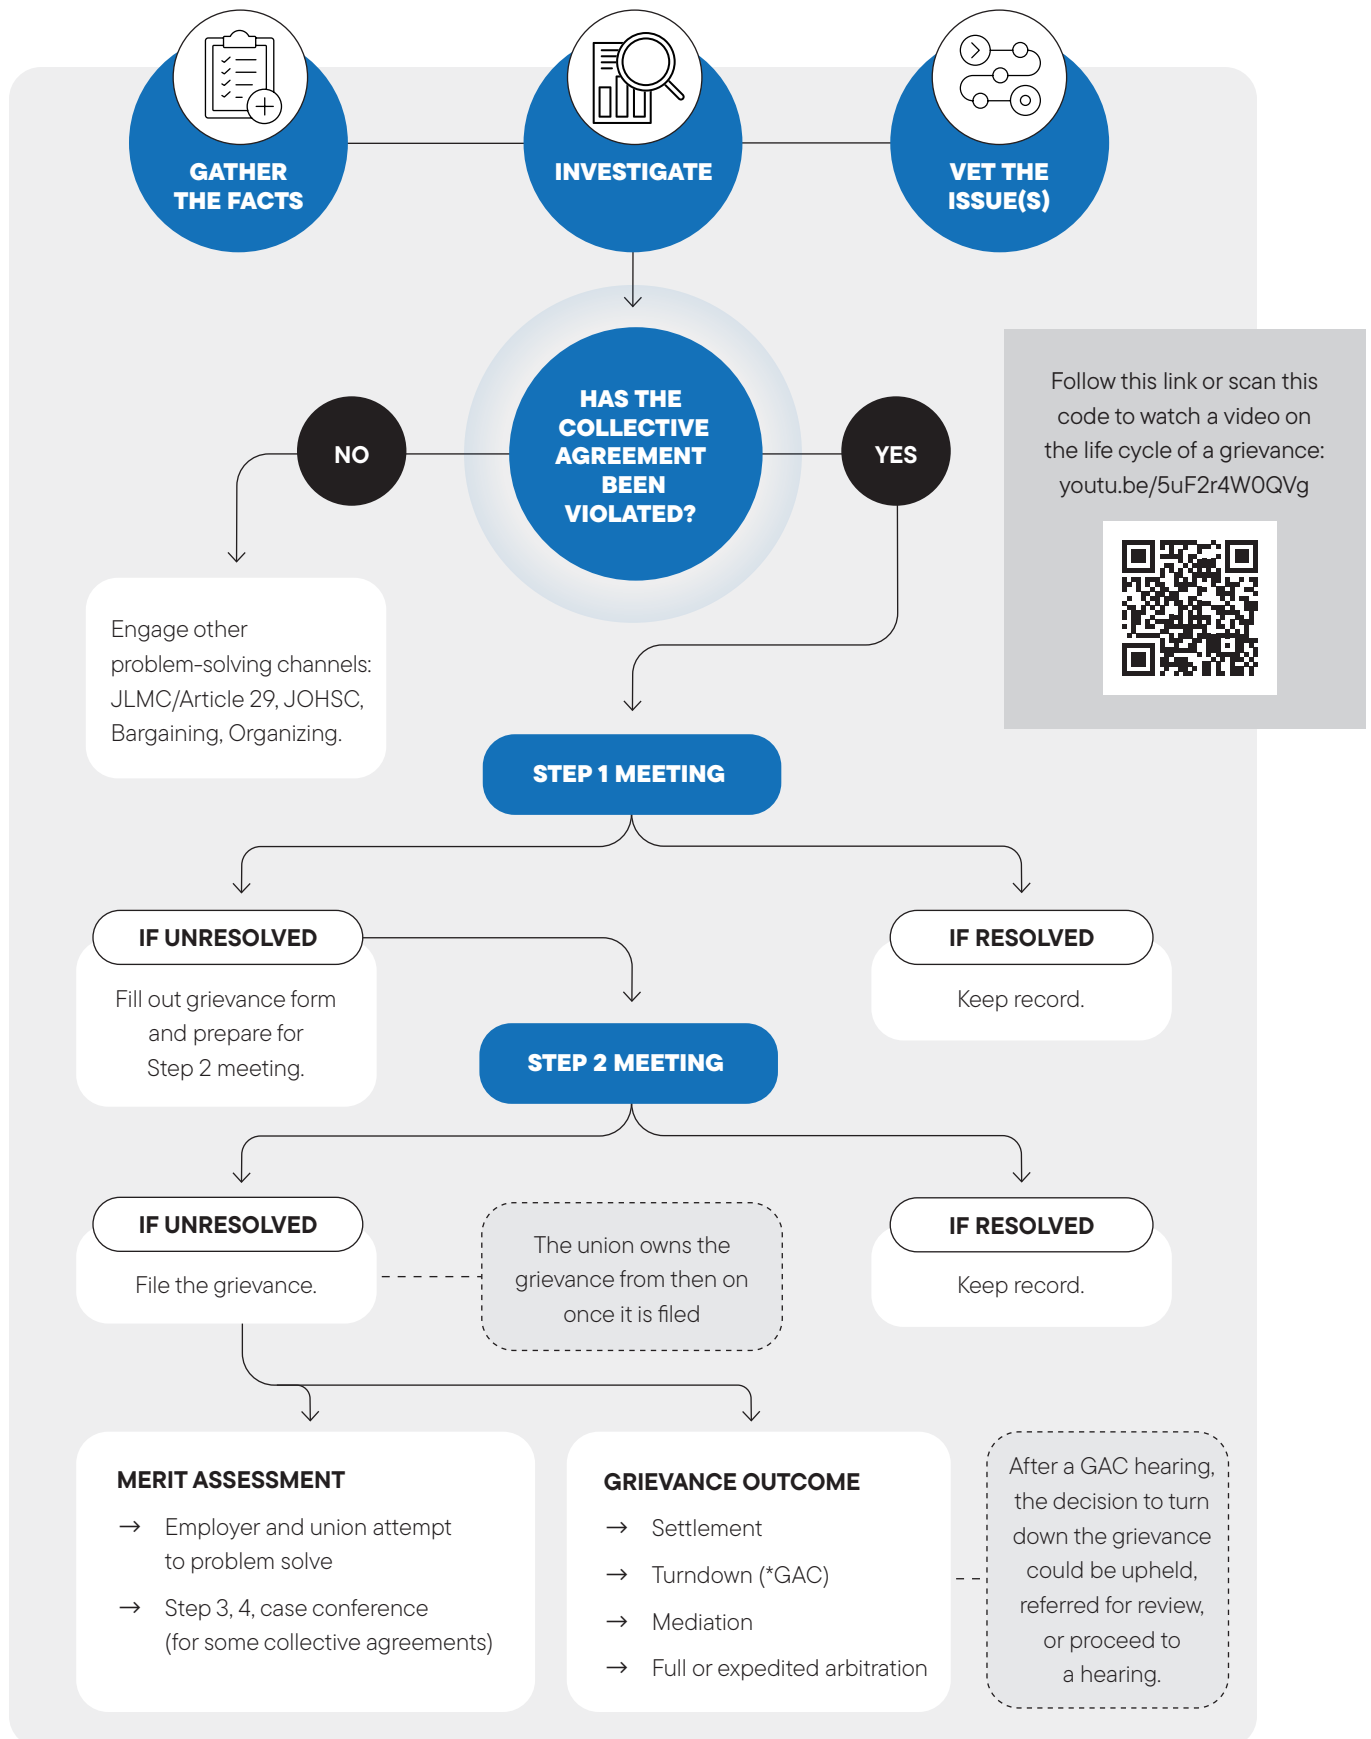 GATHER
THE FACTS
INVESTIGATE
VET THE
ISSUE(S)
HAS THE
COLLECTIVE
AGREEMENT
BEEN
VIOLATED?
NO
YES
Follow this link or scan this
code to watch a video on
the life cycle of a grievance:
youtu.be/5uF2r4W0QVg
Engage other
problem-solving channels:
JLMC/Article 29, JOHSC,
Bargaining, Organizing.
STEP 1 MEETING
IF UNRESOLVED
Fill out grievance form
and prepare for
Step 2 meeting.
IF RESOLVED
Keep record.
STEP 2 MEETING
IF UNRESOLVED
File the grievance.
The union owns the
grievance from then on
once it is filed
IF RESOLVED
Keep record.
MERIT ASSESSMENT
→ Employer and union attempt
to problem solve
→ Step 3, 4, case conference
(for some collective agreements)
GRIEVANCE OUTCOME
→ Settlement
→ Turndown (*GAC)
→ Mediation
→ Full or expedited arbitration
After a GAC hearing,
the decision to turn
down the grievance
could be upheld,
referred for review,
or proceed to
a hearing.